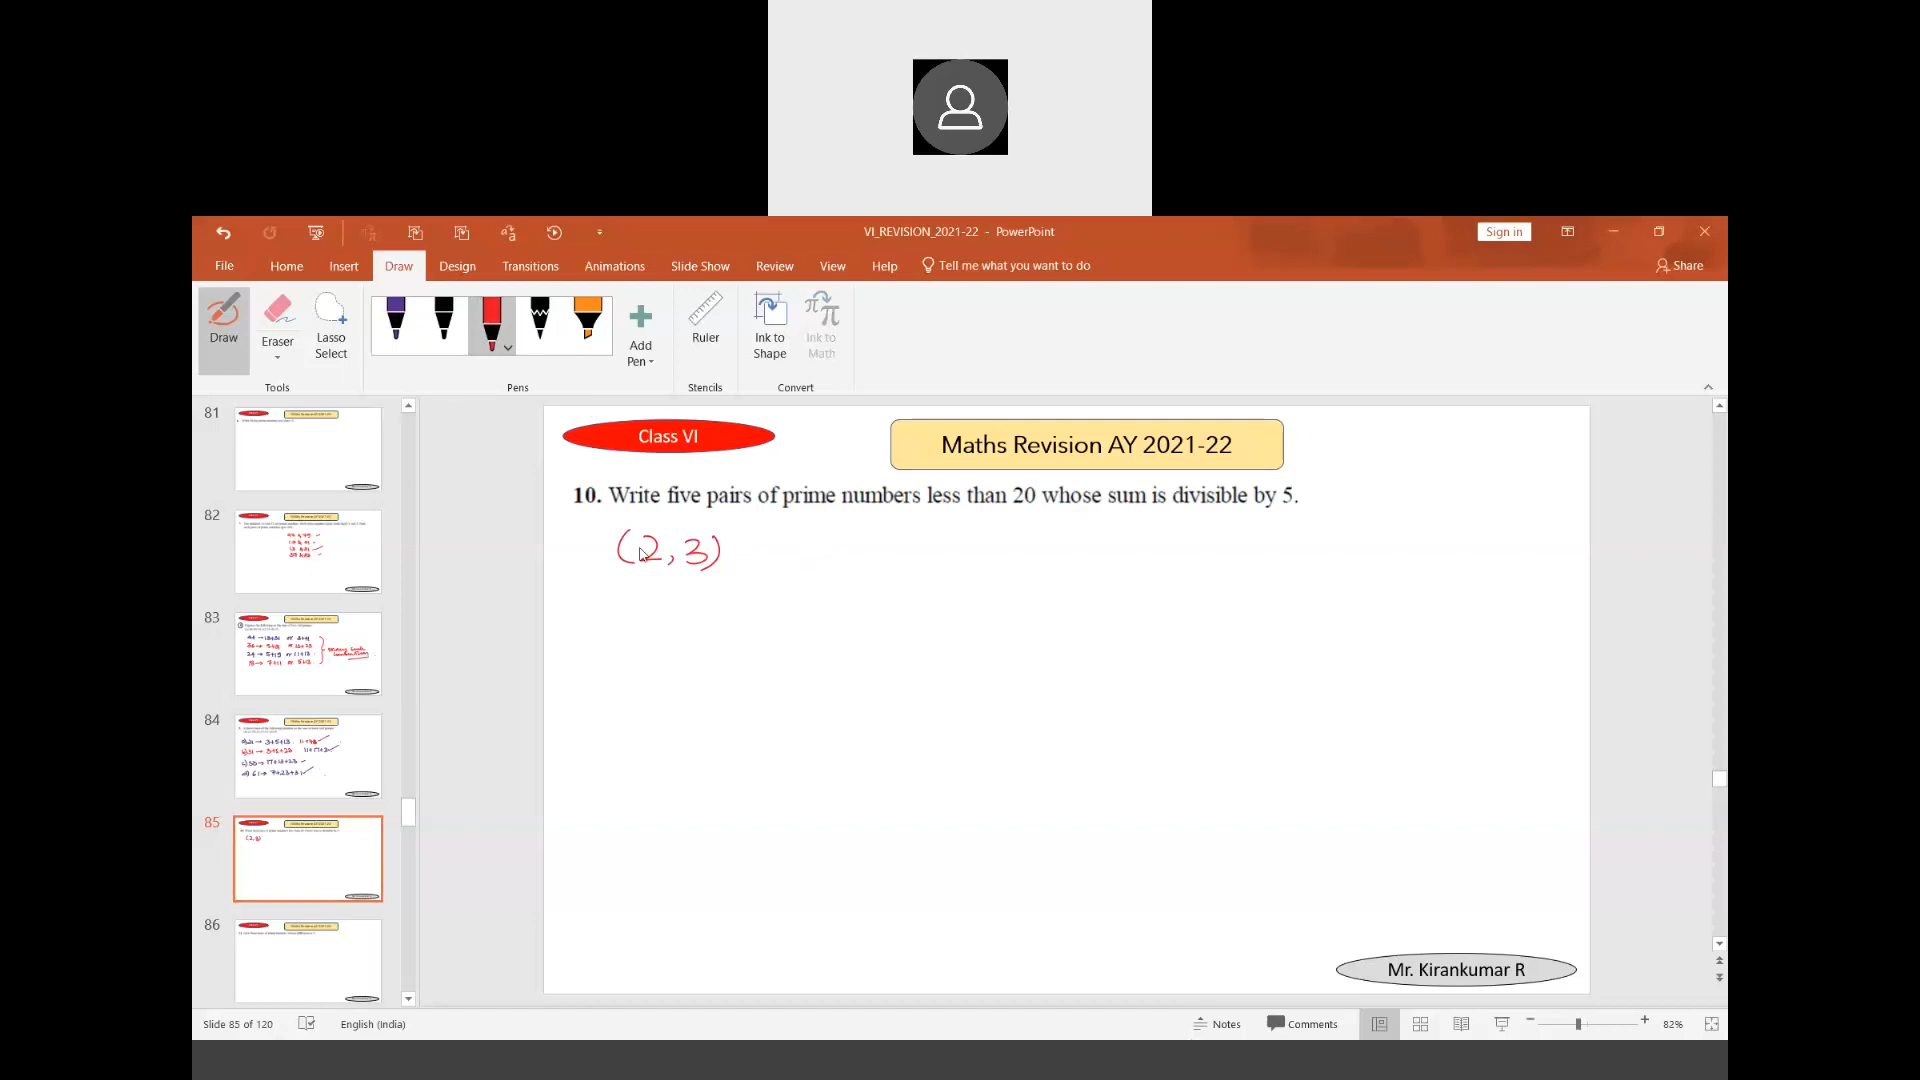 VI_REVISION_2021-22 - PowerPoint
Sign in
File Home Insert Draw Design Transitions Animations Slide Show Review View Help Tell me what you want to do Share
Draw
Eraser
Lasso Select
Add Pen
Ruler
Ink to Shape
Ink to Math
Tools Pens Stencils Convert
81
82
83
84
85
86
Class VI
Maths Revision AY 2021-22
10. Write five pairs of prime numbers less than 20 whose sum is divisible by 5.
(2, 3)
Mr. Kirankumar R
Slide 85 of 120 English (India) Notes Comments 82%